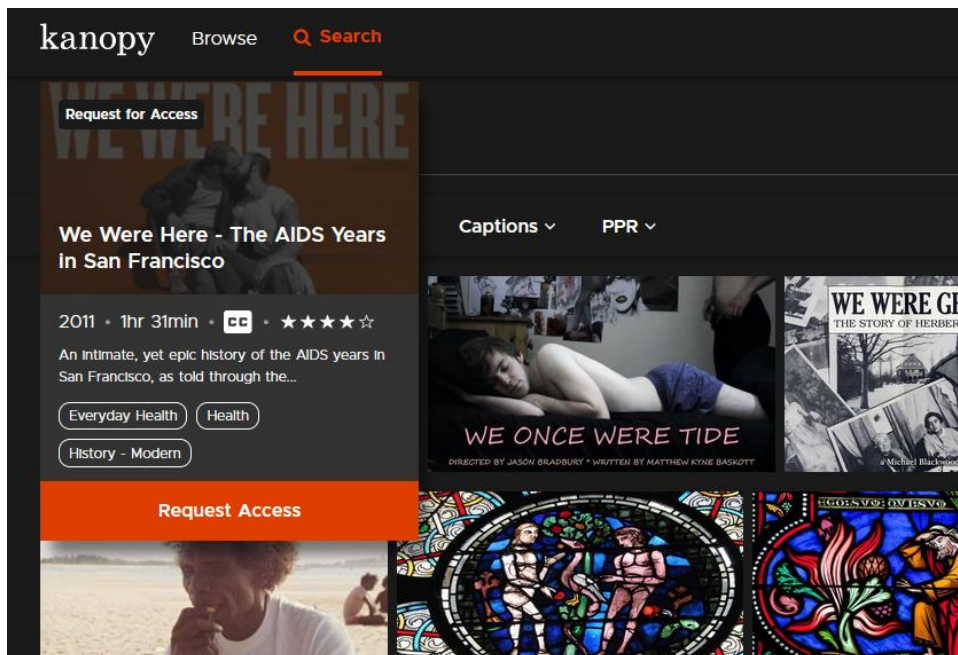 kanopy Browse Search
WE WERE HERE
Request for Access
We Were Here - The AIDS Years
in San Francisco
2011 • 1hr 31min • CC • ★★★★☆
An intimate, yet epic history of the AIDS years in
San Francisco, as told through the...
Everyday Health Health
History - Modern
Request Access
Captions PPR
WE ONCE WERE TIDE
DIRECTED BY JASON BRADBURY • WRITTEN BY MATTHEW KYNE BASKOTT
WE WERE GE
THE STORY OF HERBER
a Michael Blackwood